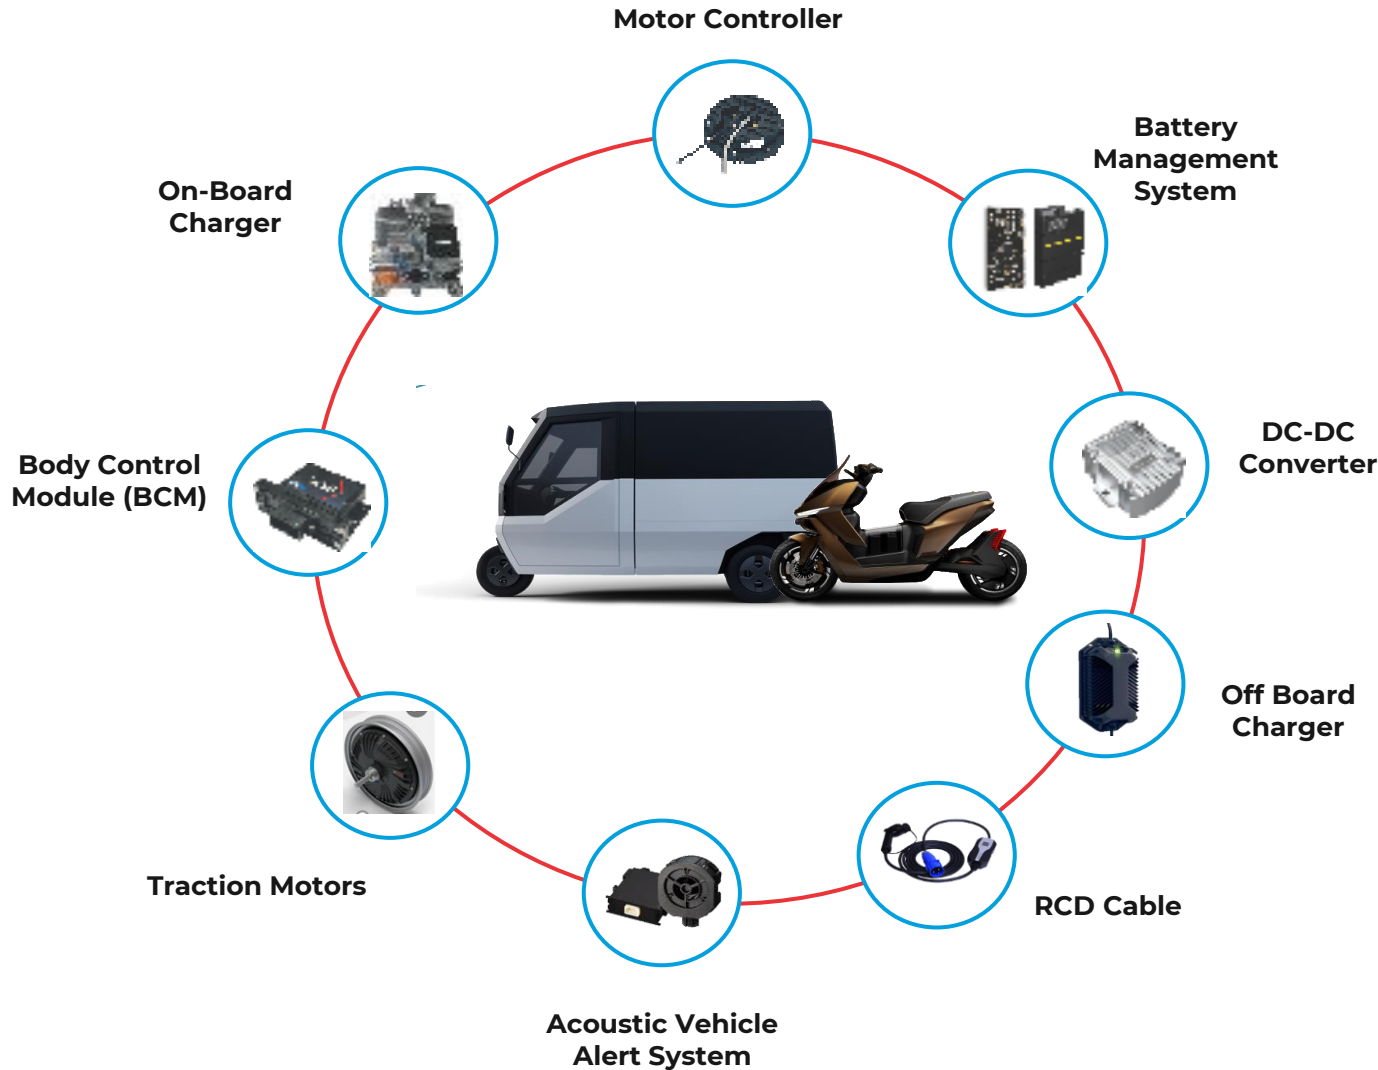 Motor Controller
Battery
Management
System
On-Board
Charger
DC-DC
Converter
Body Control
Module (BCM)
Off Board
Charger
Traction Motors
RCD Cable
Acoustic Vehicle
Alert System